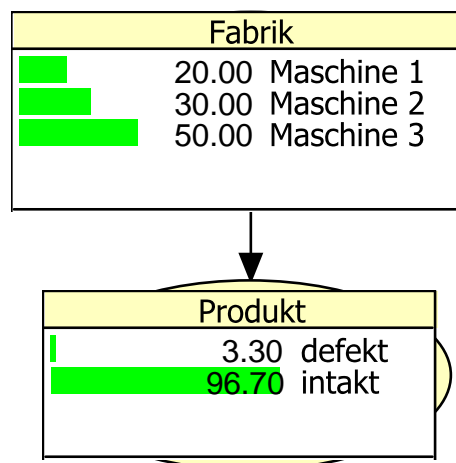 Fabrik
20.00 Maschine 1
30.00 Maschine 2
50.00 Maschine 3
Produkt
3.30 defekt
96.70 intakt